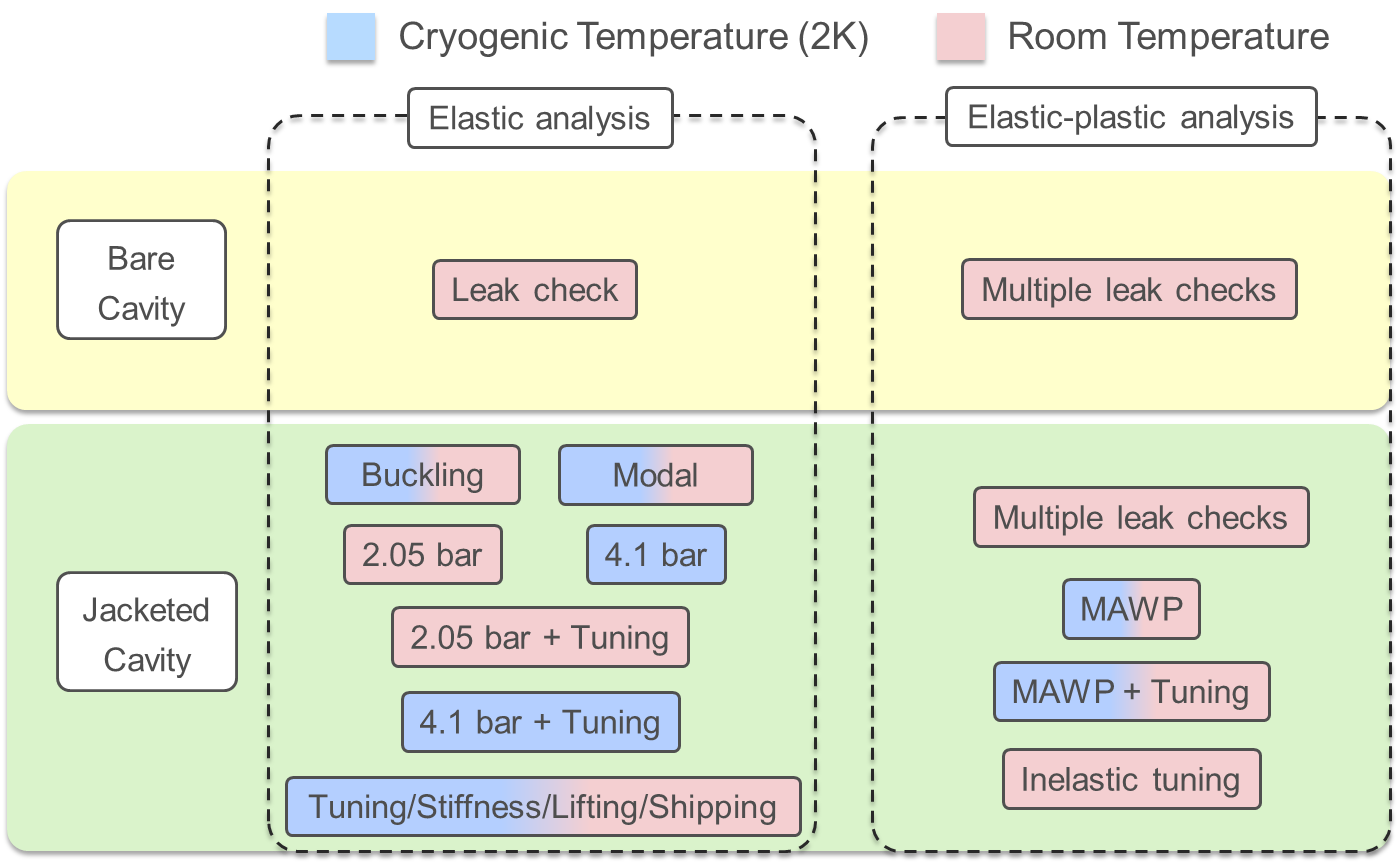 Cryogenic Temperature (2K)
Room Temperature
Elastic analysis
Elastic-plastic analysis
Bare
Cavity
Leak check
Multiple leak checks
Jacketed
Cavity
Buckling
Modal
2.05 bar
4.1 bar
2.05 bar + Tuning
4.1 bar + Tuning
Tuning/Stiffness/Lifting/Shipping
Multiple leak checks
MAWP
MAWP + Tuning
Inelastic tuning